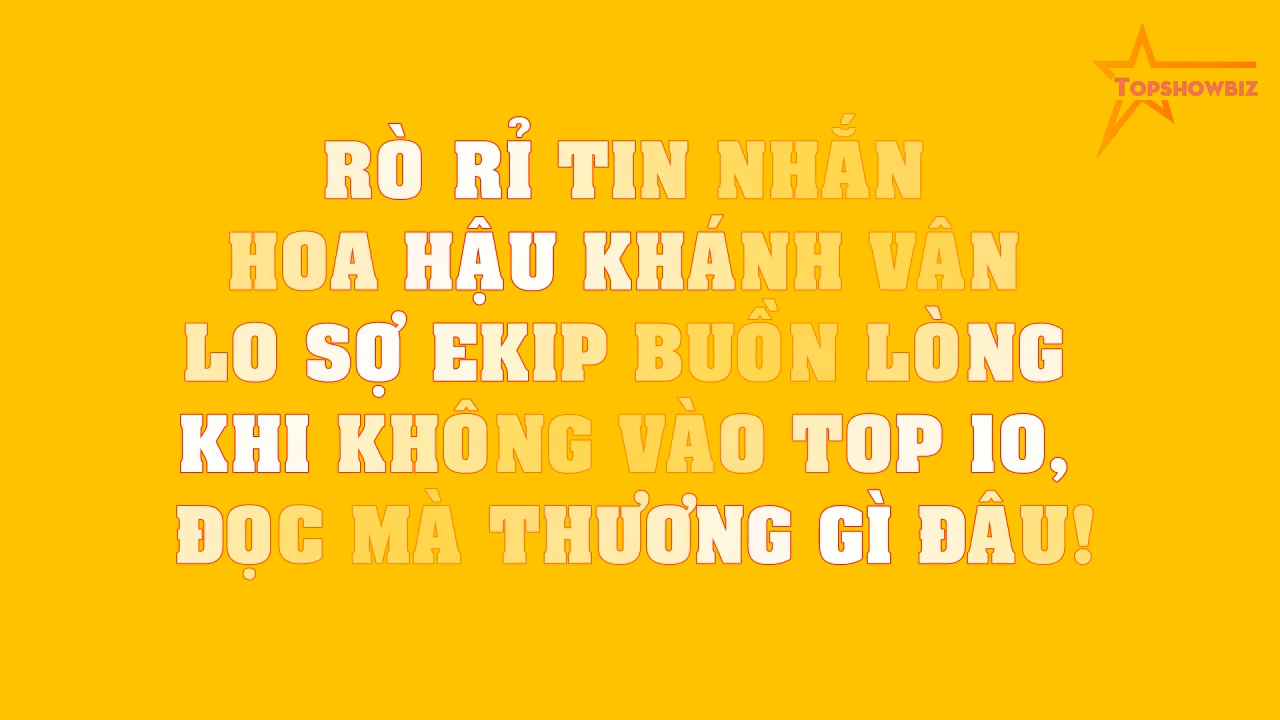 TOPSHOWBIZ
RÒ RỈ TIN NHẮN
HOA HẬU KHÁNH VÂN
LO SỢ EKIP BUỒN LÒNG
KHI KHÔNG VÀO TOP 10,
ĐỌC MÀ THƯƠNG GÌ ĐÂU!